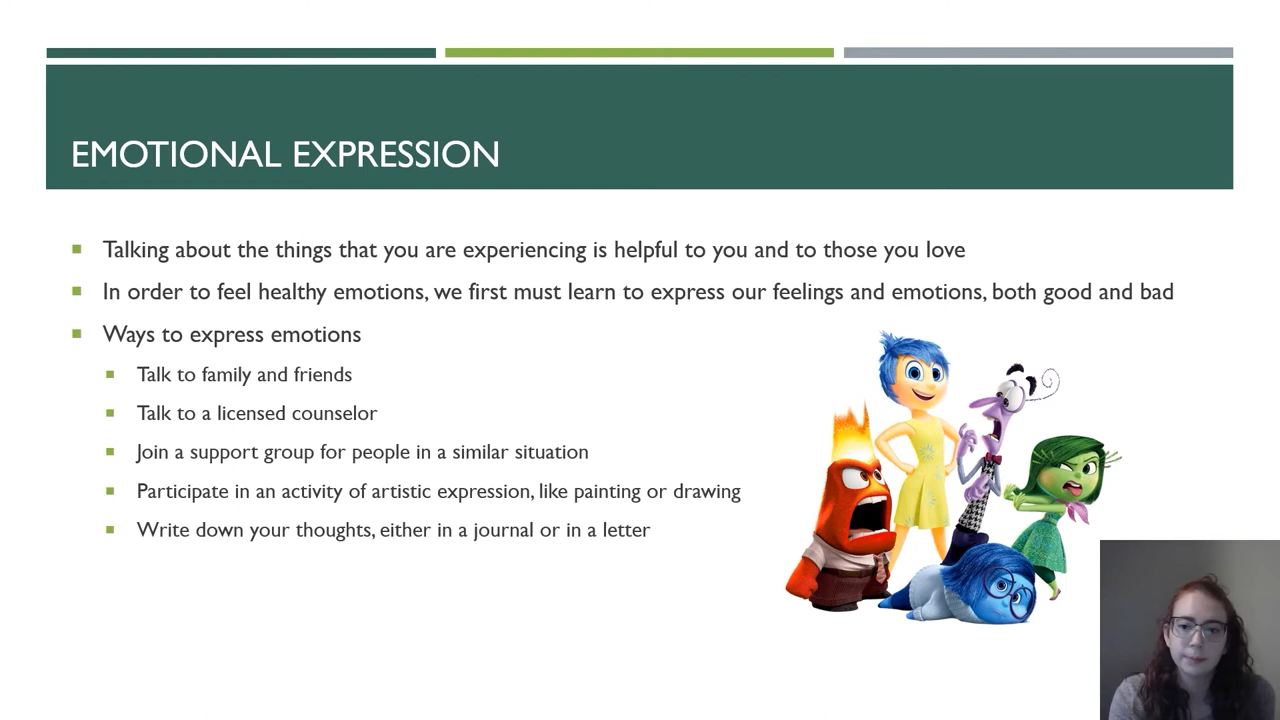 EMOTIONAL EXPRESSION
Talking about the things that you are experiencing is helpful to you and to those you love
In order to feel healthy emotions, we first must learn to express our feelings and emotions, both good and bad
Ways to express emotions
Talk to family and friends
Talk to a licensed counselor
Join a support group for people in a similar situation
Participate in an activity of artistic expression, like painting or drawing
Write down your thoughts, either in a journal or in a letter